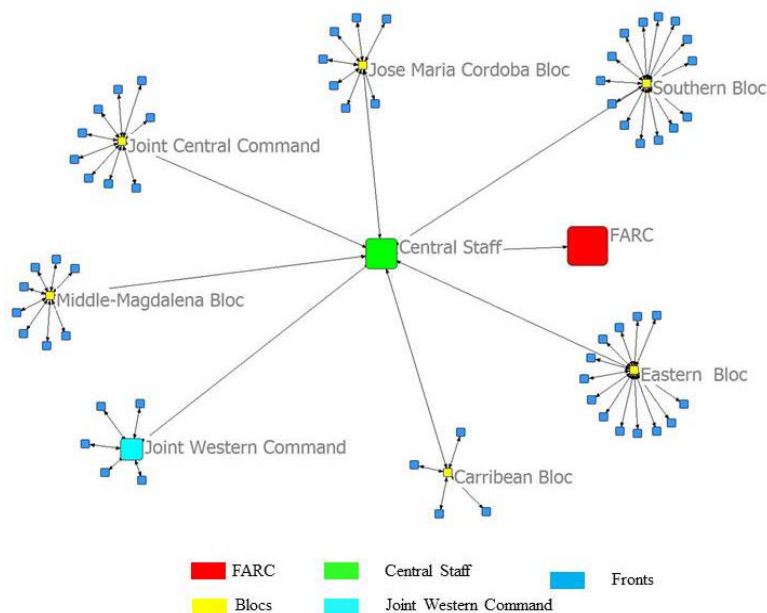 Jose Maria Cordoba Bloc
Southern Bloc
Joint Central Command
FARC
Central Staff
Middle-Magdalena Bloc
Eastern Bloc
Joint Western Command
Carribean Bloc
FARC
Central Staff
Fronts
Blocs
Joint Western Command